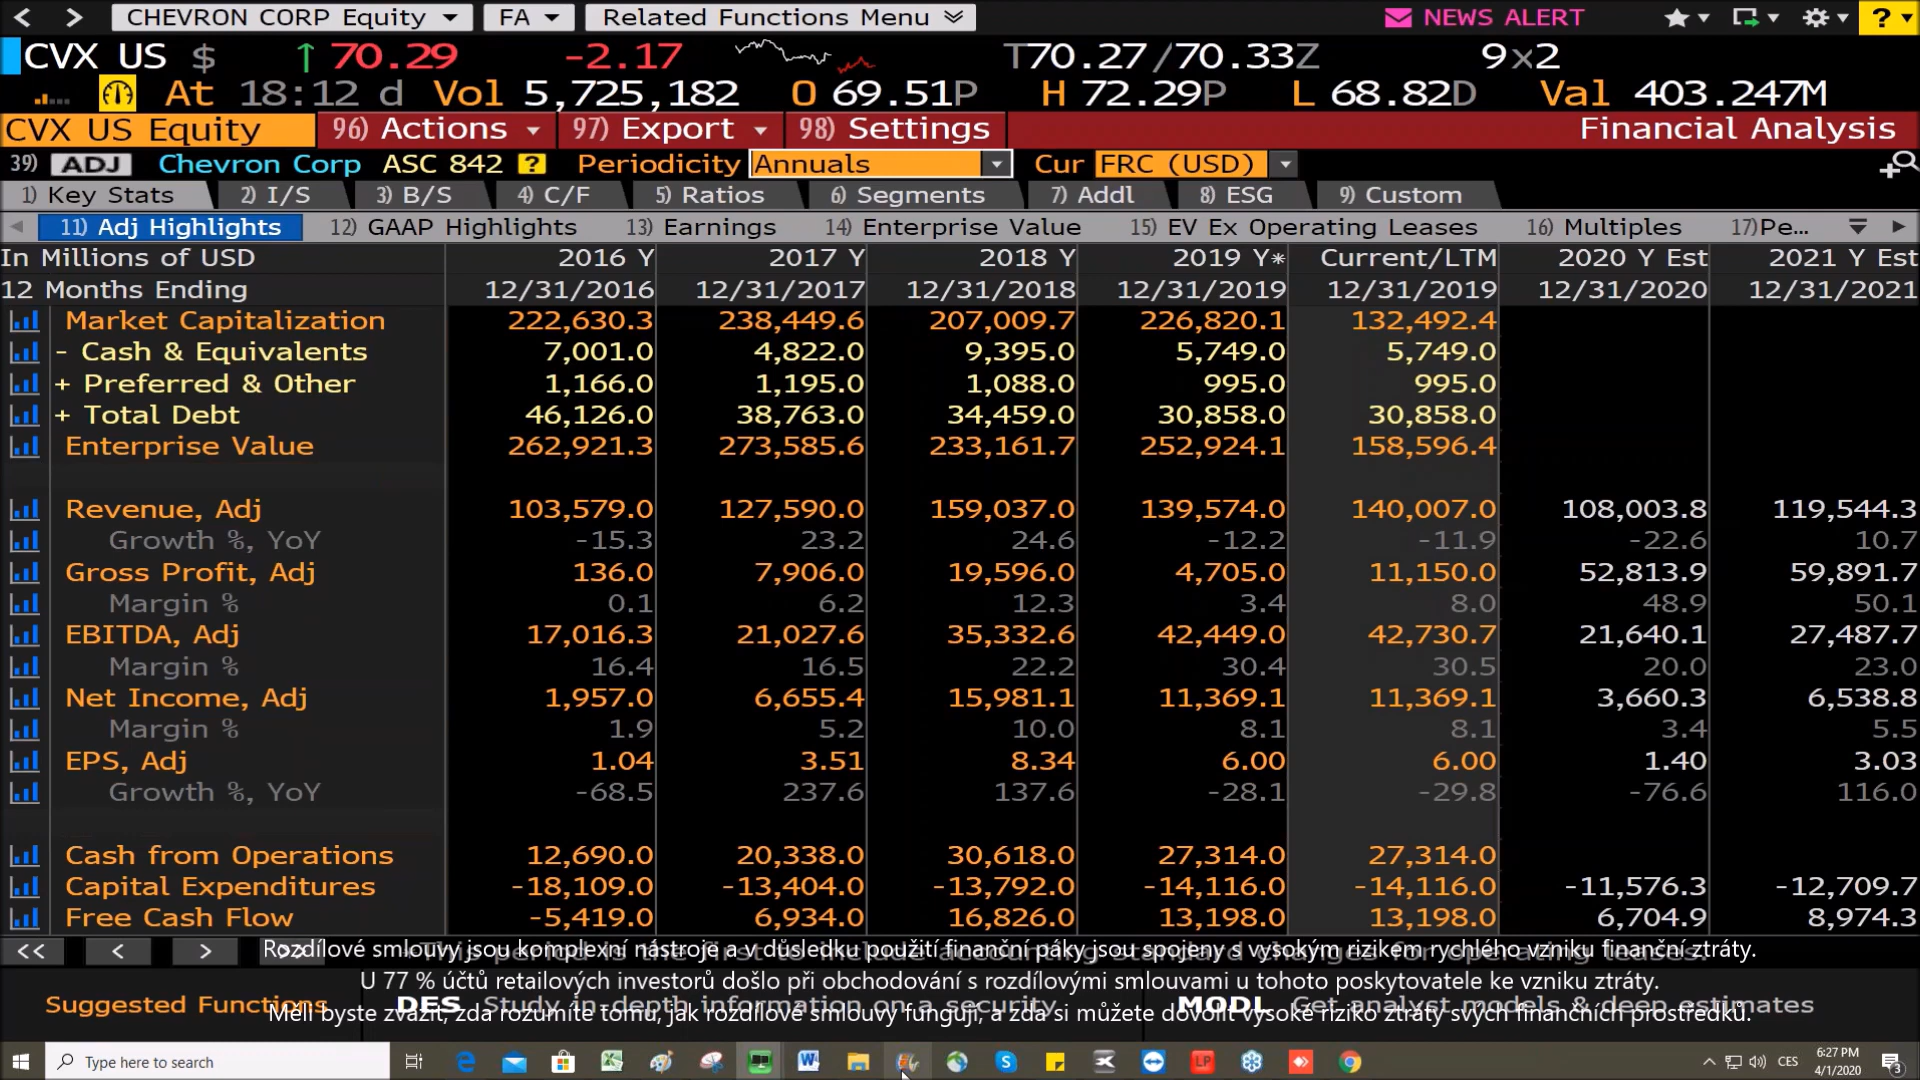 CHEVRON CORP Equity FA Related Functions Menu NEWS ALERT ?
CVX US $ ↑ 70.29 -2.17 T70.27/70.33Z 9x2
At 18:12 d Vol 5,725,182 O 69.51P H 72.29P L 68.82D Val 403.247M
CVX US Equity 96) Actions 97) Export 98) Settings Financial Analysis
39) ADJ Chevron Corp ASC 842 ? Periodicity Annuals Cur FRC (USD)
1) Key Stats 2) I/S 3) B/S 4) C/F 5) Ratios 6) Segments 7) Addl 8) ESG 9) Custom
11) Adj Highlights 12) GAAP Highlights 13) Earnings 14) Enterprise Value 15) EV Ex Operating Leases 16) Multiples 17)Pe...
In Millions of USD 2016 Y 2017 Y 2018 Y 2019 Y* Current/LTM 2020 Y Est 2021 Y Est
12 Months Ending 12/31/2016 12/31/2017 12/31/2018 12/31/2019 12/31/2019 12/31/2020 12/31/2021
Market Capitalization 222,630.3 238,449.6 207,009.7 226,820.1 132,492.4
- Cash & Equivalents 7,001.0 4,822.0 9,395.0 5,749.0 5,749.0
+ Preferred & Other 1,166.0 1,195.0 1,088.0 995.0 995.0
+ Total Debt 46,126.0 38,763.0 34,459.0 30,858.0 30,858.0
Enterprise Value 262,921.3 273,585.6 233,161.7 252,924.1 158,596.4
Revenue, Adj 103,579.0 127,590.0 159,037.0 139,574.0 140,007.0 108,003.8 119,544.3
Growth %, YoY -15.3 23.2 24.6 -12.2 -11.9 -22.6 10.7
Gross Profit, Adj 136.0 7,906.0 19,596.0 4,705.0 11,150.0 52,813.9 59,891.7
Margin % 0.1 6.2 12.3 3.4 8.0 48.9 50.1
EBITDA, Adj 17,016.3 21,027.6 35,332.6 42,449.0 42,730.7 21,640.1 27,487.7
Margin % 16.4 16.5 22.2 30.4 30.5 20.0 23.0
Net Income, Adj 1,957.0 6,655.4 15,981.1 11,369.1 11,369.1 3,660.3 6,538.8
Margin % 1.9 5.2 10.0 8.1 8.1 3.4 5.5
EPS, Adj 1.04 3.51 8.34 6.00 6.00 1.40 3.03
Growth %, YoY -68.5 237.6 137.6 -28.1 -29.8 -76.6 116.0
Cash from Operations 12,690.0 20,338.0 30,618.0 27,314.0 27,314.0
Capital Expenditures -18,109.0 -13,404.0 -13,792.0 -14,116.0 -14,116.0 -11,576.3 -12,709.7
Free Cash Flow -5,419.0 6,934.0 16,826.0 13,198.0 13,198.0 6,704.9 8,974.3
<< < > >>
Rozdílové smlouvy jsou komplexní nástroje a v důsledku použití finanční páky jsou spojeny s vysokým rizikem rychlého vzniku finanční ztráty.
U 77 % účtů retailových investorů došlo při obchodování s rozdílovými smlouvami u tohoto poskytovatele ke vzniku ztráty.
Suggested Functions DES Study in-depth information on a security MODL Get analyst models & deep estimates
Měli byste zvážit, zda rozumíte tomu, jak rozdílové smlouvy fungují, a zda si můžete dovolit vysoké riziko ztráty svých finančních prostředků.
Type here to search CES 6:27 PM
4/1/2020 3